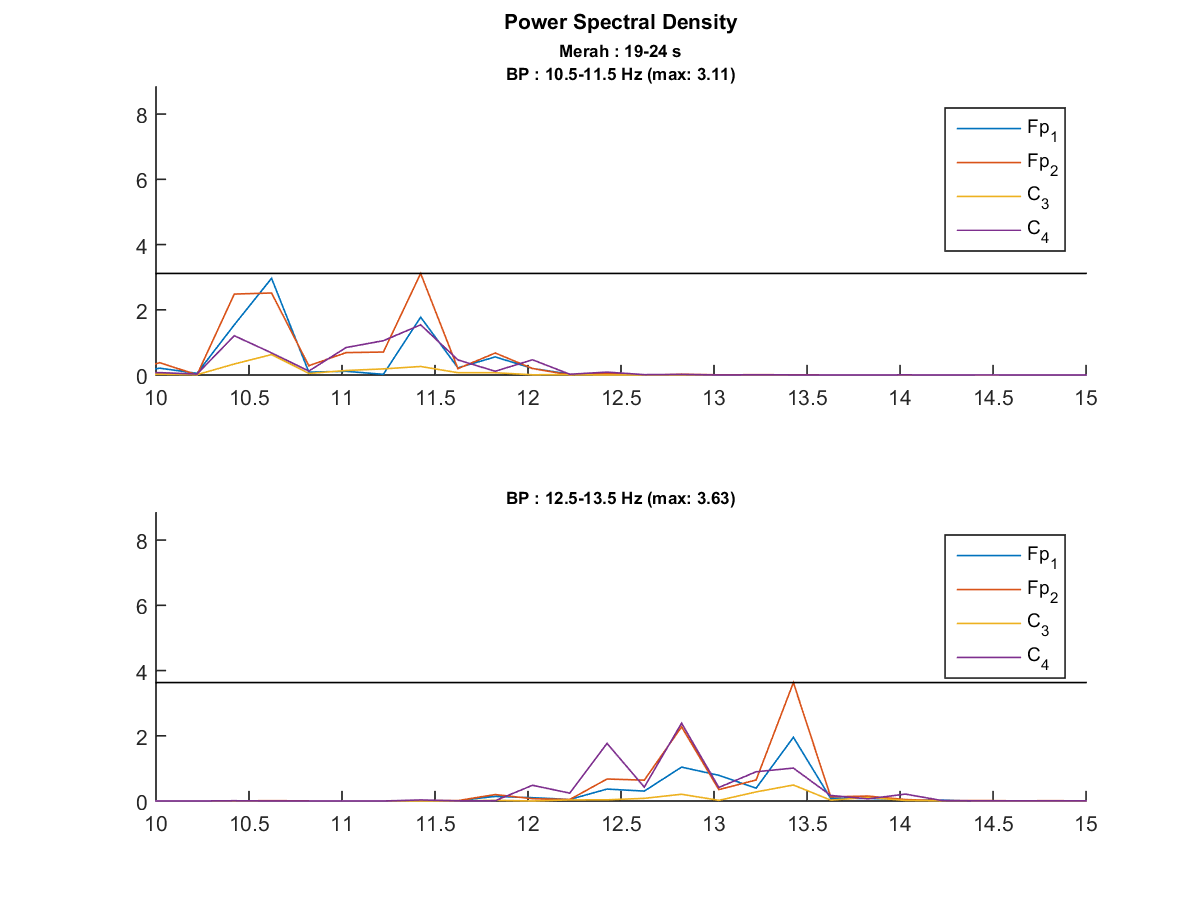 Power Spectral Density
Merah : 19-24 s
BP : 10.5-11.5 Hz (max: 3.11)
8
6
4
2
0
10 10.5 11 11.5 12 12.5 13 13.5 14 14.5 15
Fp1
Fp2
C3
C4
BP : 12.5-13.5 Hz (max: 3.63)
8
6
4
2
0
10 10.5 11 11.5 12 12.5 13 13.5 14 14.5 15
Fp1
Fp2
C3
C4